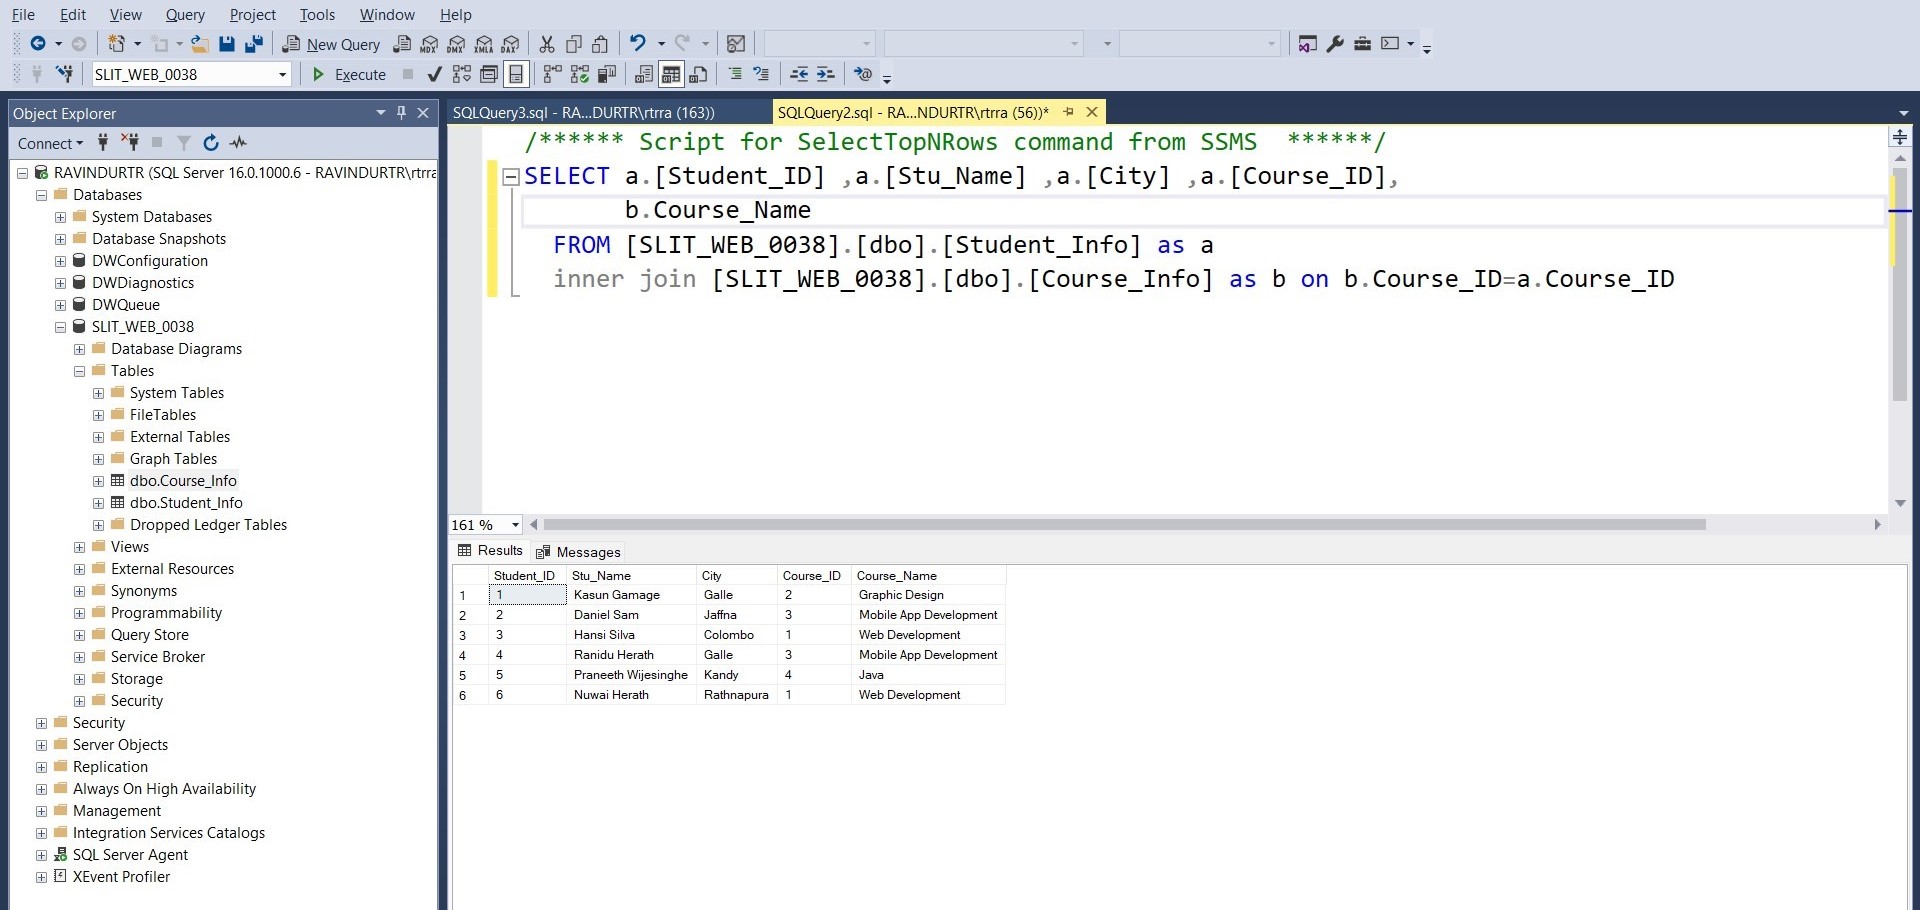 File Edit View Query Project Tools Window Help
New Query MDX DMX XMLA DAX
SLIT_WEB_0038 Execute
Object Explorer
Connect
RAVINDURTR (SQL Server 16.0.1000.6 - RAVINDURTR\rtrra
Databases
System Databases
Database Snapshots
DWConfiguration
DWDiagnostics
DWQueue
SLIT_WEB_0038
Database Diagrams
Tables
System Tables
FileTables
External Tables
Graph Tables
dbo.Course_Info
dbo.Student_Info
Dropped Ledger Tables
Views
External Resources
Synonyms
Programmability
Query Store
Service Broker
Storage
Security
Security
Server Objects
Replication
Always On High Availability
Management
Integration Services Catalogs
SQL Server Agent
XEvent Profiler
SQLQuery3.sql - RA...DURTR\rtrra (163)) SQLQuery2.sql - RA...NDURTR\rtrra (56))*
/****** Script for SelectTopNRows command from SSMS ******/
SELECT a.[Student_ID] ,a.[Stu_Name] ,a.[City] ,a.[Course_ID],
b.Course_Name
FROM [SLIT_WEB_0038].[dbo].[Student_Info] as a
inner join [SLIT_WEB_0038].[dbo].[Course_Info] as b on b.Course_ID=a.Course_ID
161 %
Results Messages
Student_ID Stu_Name City Course_ID Course_Name
1 1 Kasun Gamage Galle 2 Graphic Design
2 2 Daniel Sam Jaffna 3 Mobile App Development
3 3 Hansi Silva Colombo 1 Web Development
4 4 Ranidu Herath Galle 3 Mobile App Development
5 5 Praneeth Wijesinghe Kandy 4 Java
6 6 Nuwai Herath Rathnapura 1 Web Development